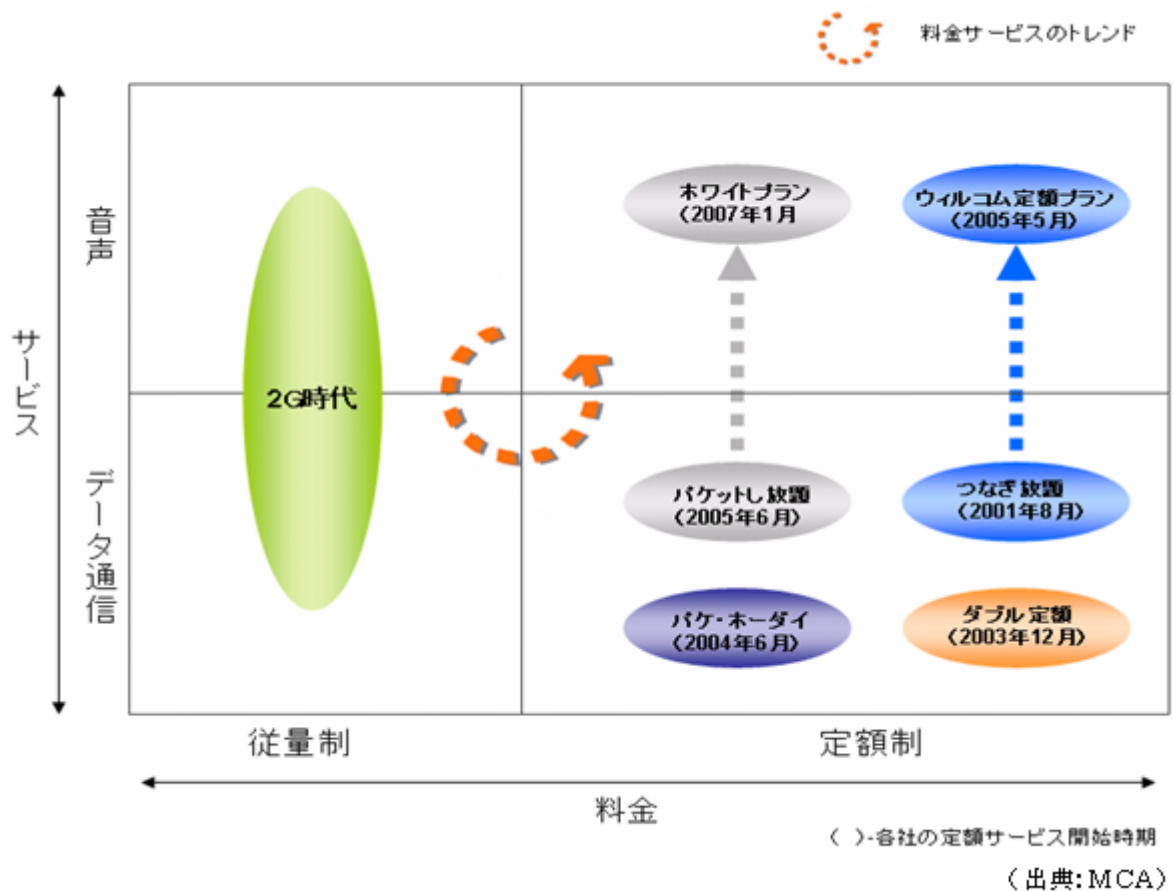 料金サービスのトレンド
音声
サービス
データ通信
2G時代
ホワイトプラン
(2007年1月
ウィルコム定額プラン
(2005年5月)
パケットし放題
(2005年6月)
つなぎ放題
(2001年8月)
パケ・ホーダイ
(2004年6月)
ダブル定額
(2003年12月)
従量制
定額制
料金
( )-各社の定額サービス開始時期
(出典:MCA)